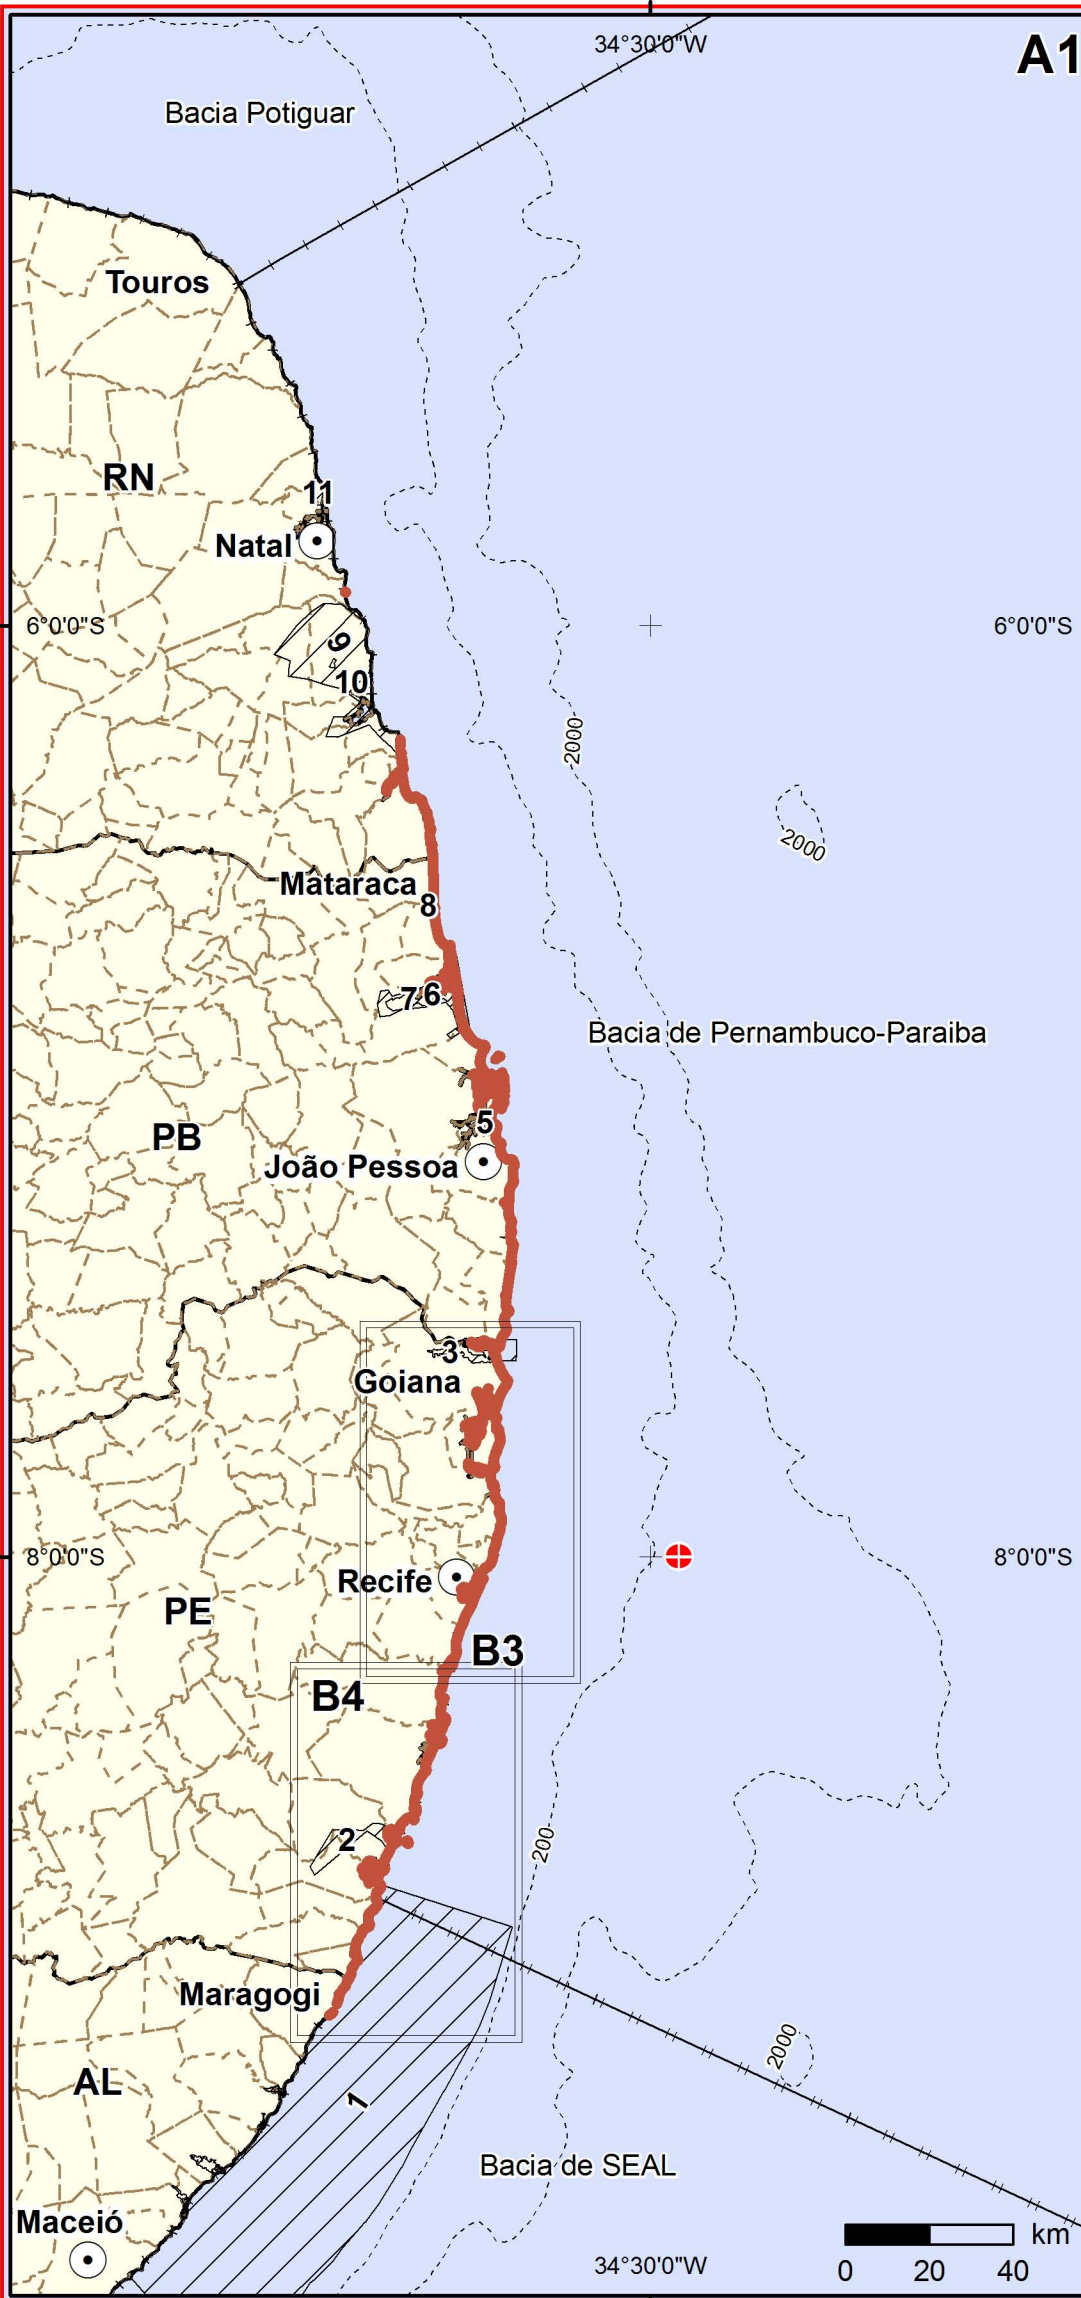 34°30'0"W
A1
Bacia Potiguar
Touros
RN
11
Natal
6°0'0"S
6°0'0"S
9
10
2000
2000
Mataraca
8
7
6
Bacia de Pernambuco-Paraiba
5
PB
João Pessoa
3
Goiana
8°0'0"S
8°0'0"S
Recife
PE
B3
B4
2
200
Maragogi
2000
AL
1
Bacia de SEAL
Maceió
34°30'0"W
km
0 20 40